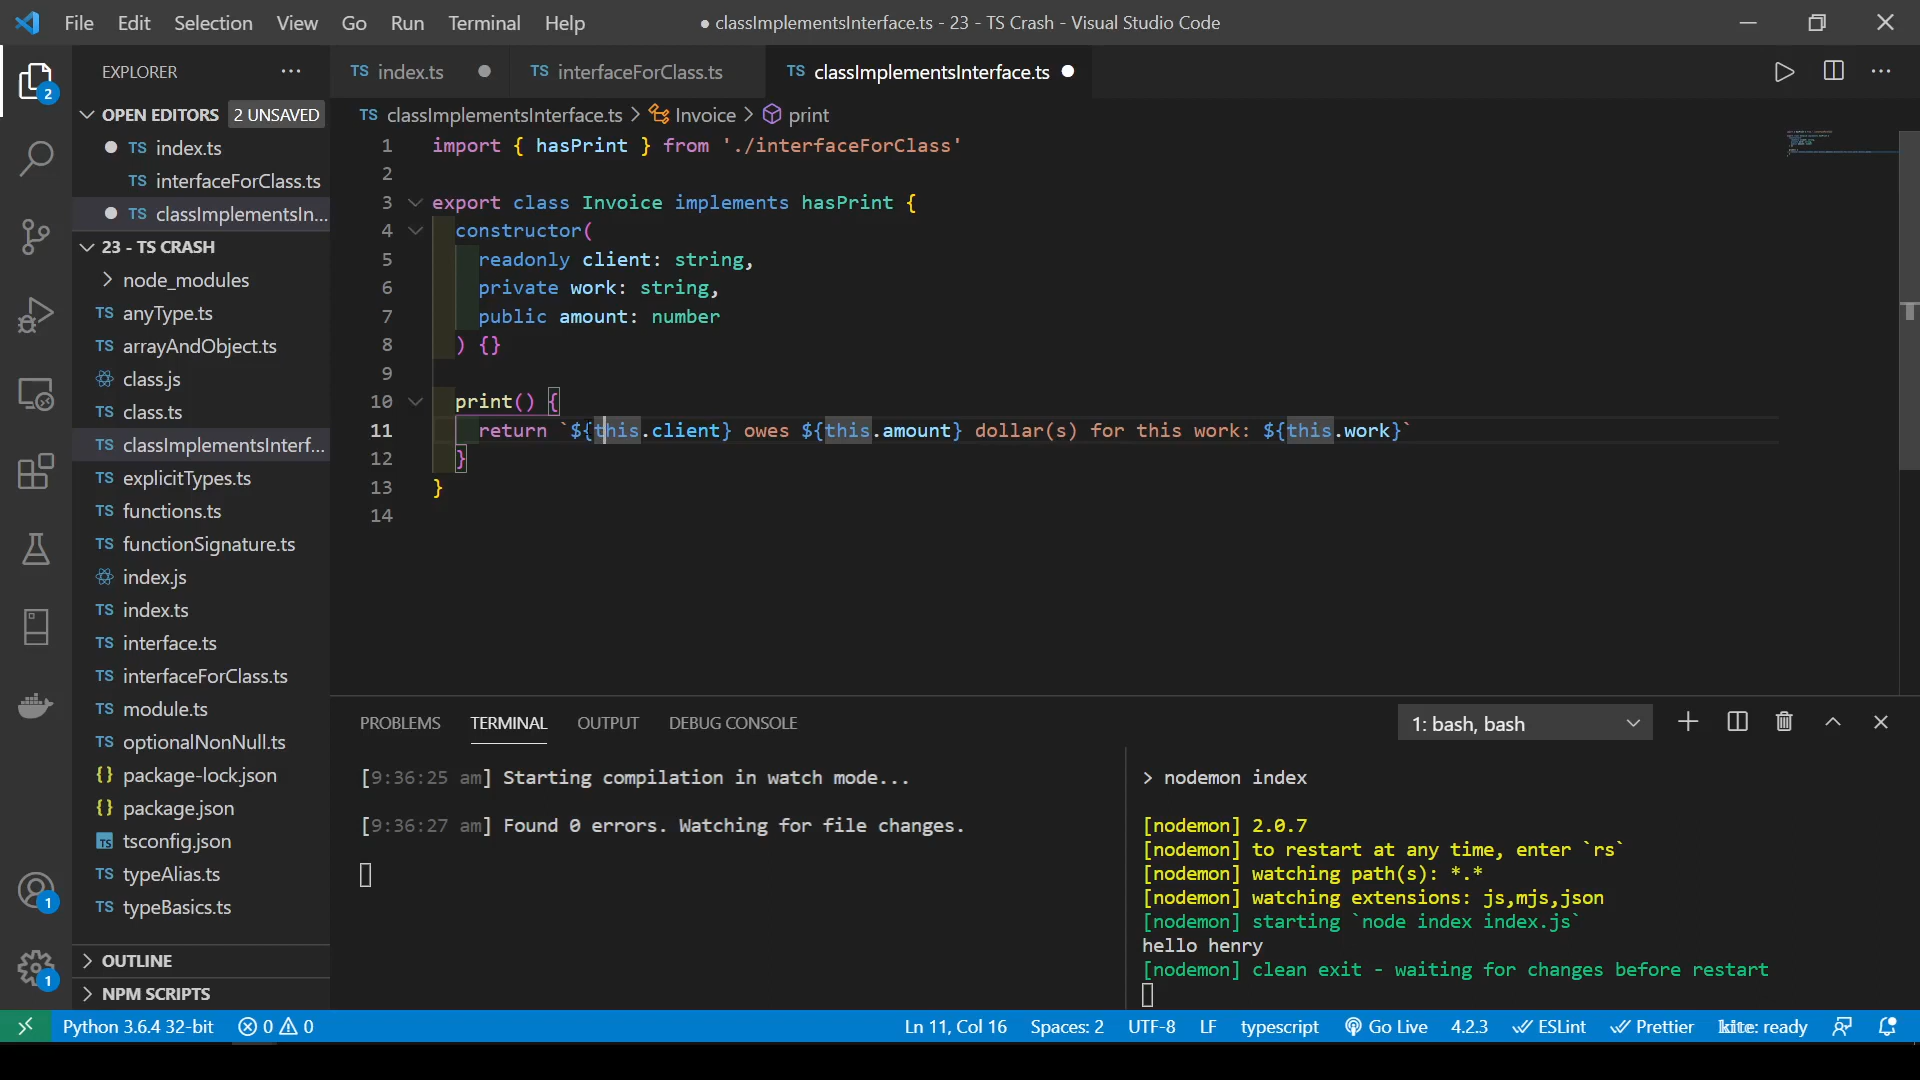 File Edit Selection View Go Run Terminal Help
● classImplementsInterface.ts - 23 - TS Crash - Visual Studio Code
EXPLORER
TS index.ts
TS interfaceForClass.ts
TS classImplementsInterface.ts
OPEN EDITORS 2 UNSAVED
TS index.ts
TS interfaceForClass.ts
TS classImplementsIn...
23 - TS CRASH
node_modules
TS anyType.ts
TS arrayAndObject.ts
class.js
TS class.ts
TS classImplementsInterf...
TS explicitTypes.ts
TS functions.ts
TS functionSignature.ts
index.js
TS index.ts
TS interface.ts
TS interfaceForClass.ts
TS module.ts
TS optionalNonNull.ts
{} package-lock.json
{} package.json
TS tsconfig.json
TS typeAlias.ts
TS typeBasics.ts
OUTLINE
NPM SCRIPTS
2
1
1
TS classImplementsInterface.ts > Invoice > print
1 import { hasPrint } from './interfaceForClass'
2
3 export class Invoice implements hasPrint {
4 constructor(
5 readonly client: string,
6 private work: string,
7 public amount: number
8 ) {}
9
10 print() {
11 return `${this.client} owes ${this.amount} dollar(s) for this work: ${this.work}`
12 }
13 }
14
PROBLEMS TERMINAL OUTPUT DEBUG CONSOLE
1: bash, bash
[9:36:25 am] Starting compilation in watch mode...
[9:36:27 am] Found 0 errors. Watching for file changes.
> nodemon index
[nodemon] 2.0.7
[nodemon] to restart at any time, enter `rs`
[nodemon] watching path(s): *.*
[nodemon] watching extensions: js,mjs,json
[nodemon] starting `node index index.js`
hello henry
[nodemon] clean exit - waiting for changes before restart
Python 3.6.4 32-bit 0 0 Ln 11, Col 16 Spaces: 2 UTF-8 LF typescript Go Live 4.2.3 ESLint Prettier kite: ready